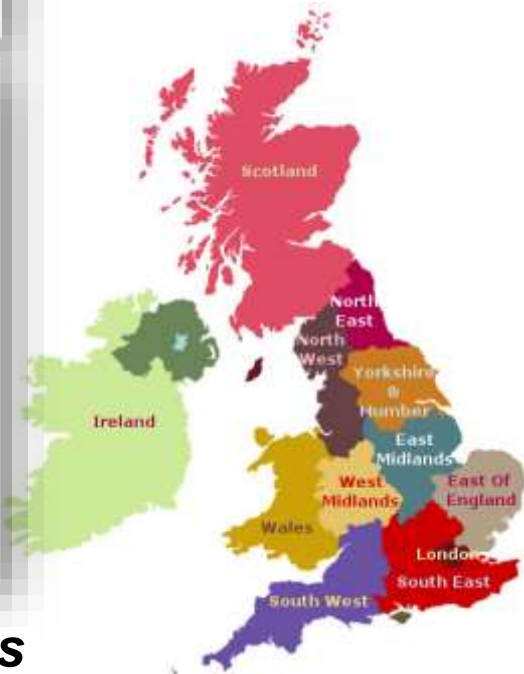 Scotland
North
East
North
West
Yorkshire
&
Humber
Ireland
East
Midlands
West
Midlands
East Of
England
Wales
London
South East
South West
s